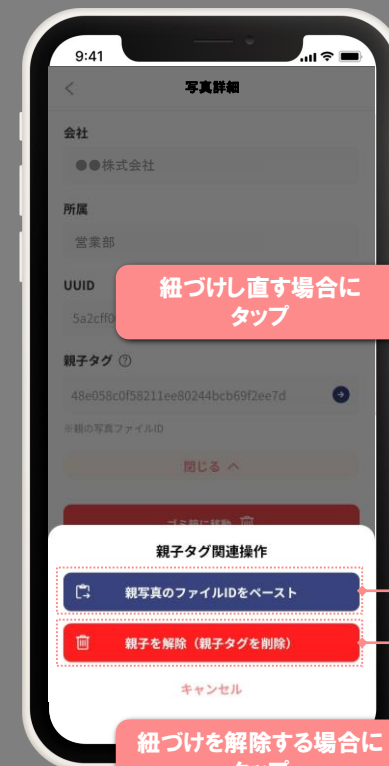 9:41
写真詳細
会社
●●株式会社
所属
営業部
UUID
5a2cff0
紐づけし直す場合に
タップ
親子タグ ?
48e058c0f58211ee80244bcb69f2ee7d
※親の写真ファイルID
閉じる
ゴミ箱に移動
親子タグ関連操作
親写真のファイルIDをペースト
親子を解除（親子タグを削除）
キャンセル
紐づけを解除する場合に
タップ